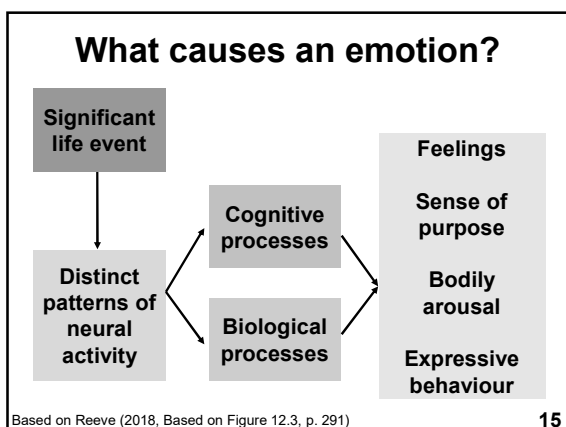 What causes an emotion?
Significant
life event
Distinct
patterns of
neural
activity
Cognitive
processes
Biological
processes
Feelings
Sense of
purpose
Bodily
arousal
Expressive
behaviour
Based on Reeve (2018, Based on Figure 12.3, p. 291)
15